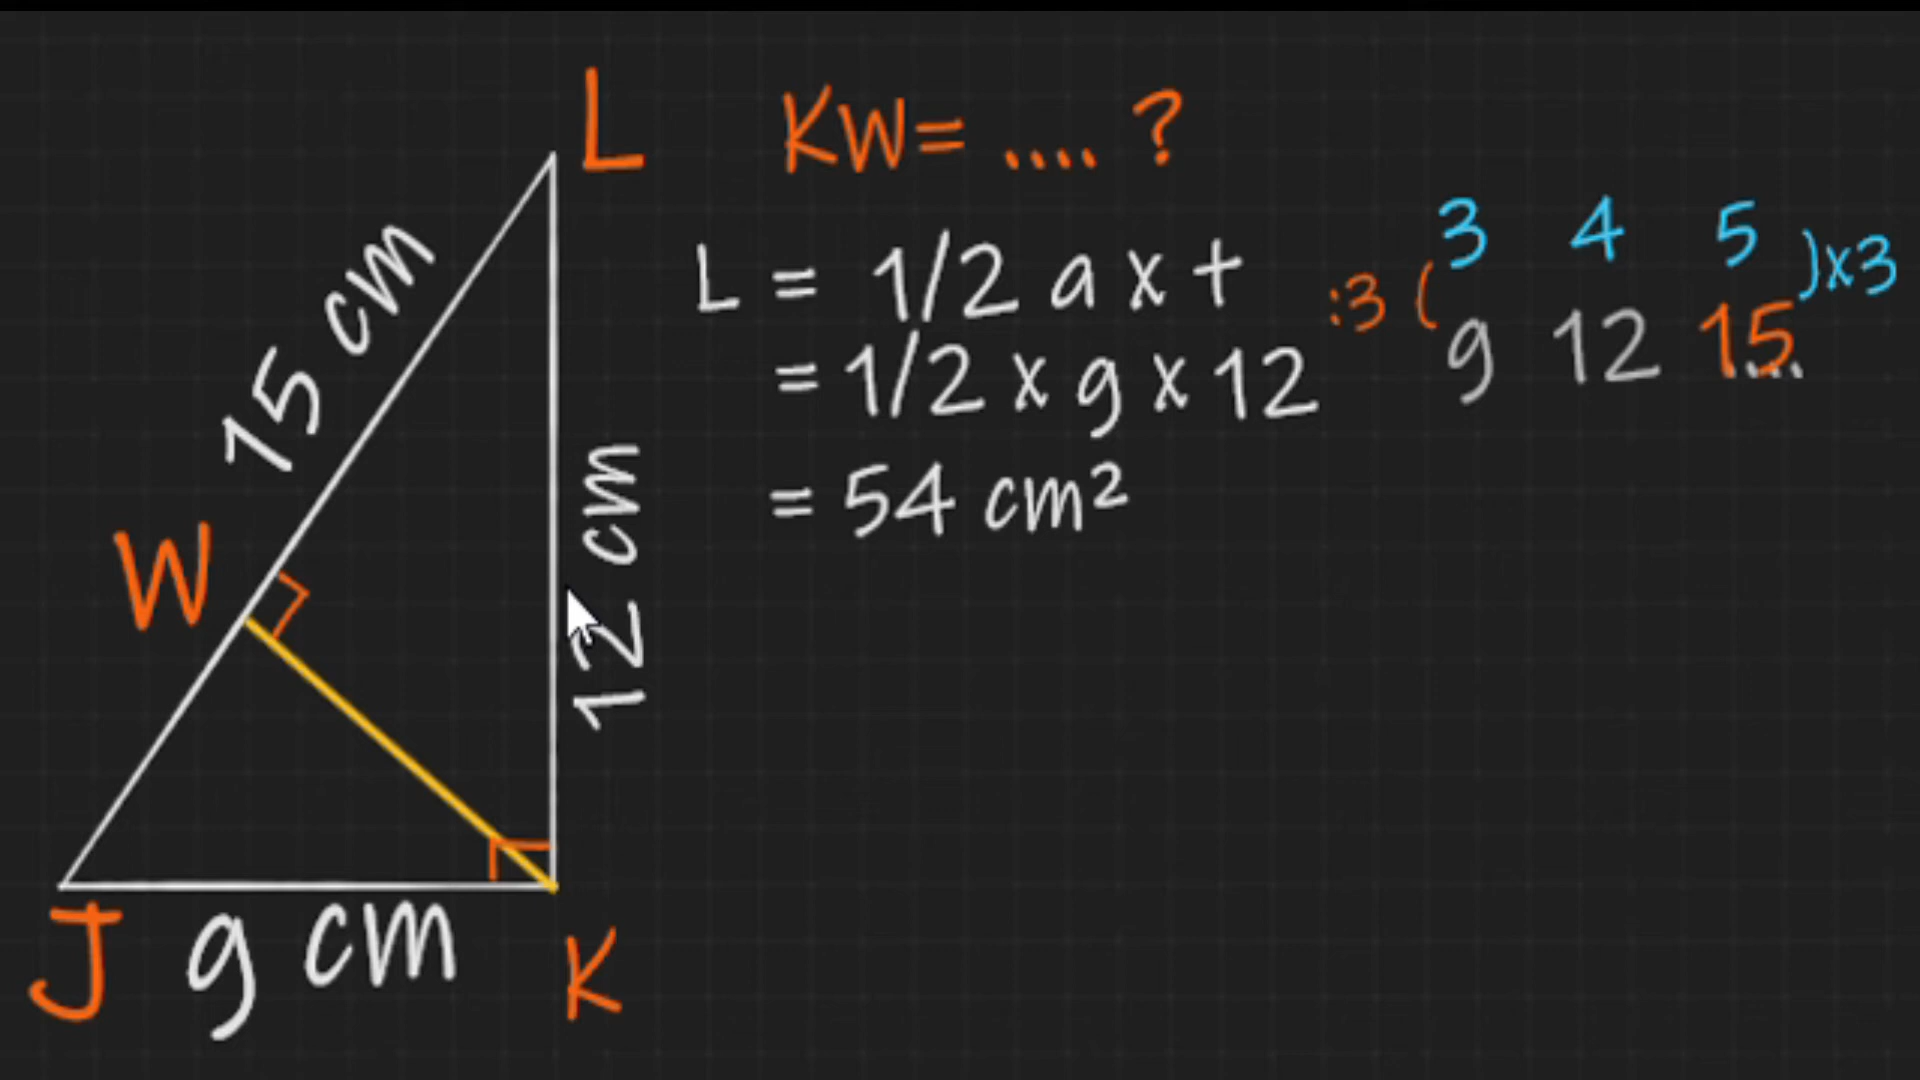 L
KW= .... ?
3 4 5
)x3
L = 1/2 a x t
:3 (
9 12 15
...
= 1/2 x 9 x 12
= 54 cm²
15 cm
12 cm
W
J
9 cm
K